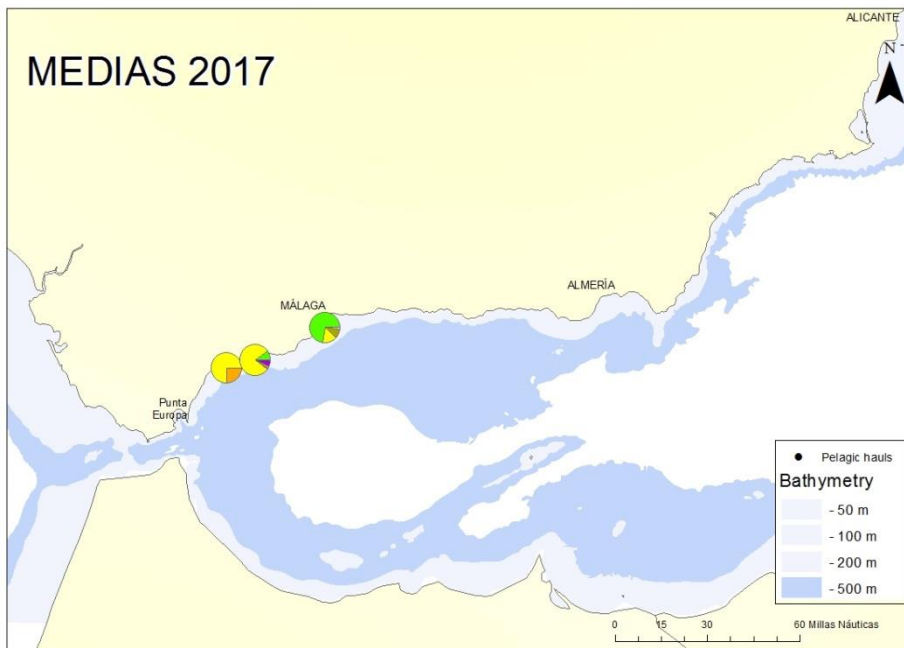 ALICANTE
N
MEDIAS 2017
MÁLAGA
ALMERÍA
Punta
Europa
Pelagic hauls
Bathymetry
- 50 m
- 100 m
- 200 m
- 500 m
0 15 30 60 Millas Náuticas